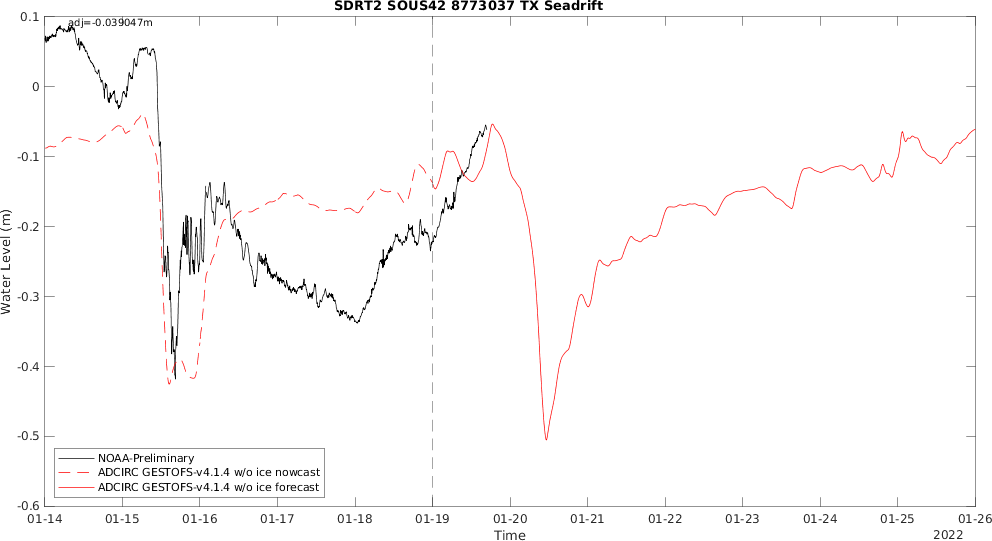 SDRT2 SOUS42 8773037 TX Seadrift
adj=-0.039047m
0.1
0
-0.1
-0.2
-0.3
-0.4
-0.5
-0.6
Water Level (m)
NOAA-Preliminary
ADCIRC GESTOFS-v4.1.4 w/o ice nowcast
ADCIRC GESTOFS-v4.1.4 w/o ice forecast
01-14 01-15 01-16 01-17 01-18 01-19 01-20 01-21 01-22 01-23 01-24 01-25 01-26
Time
2022